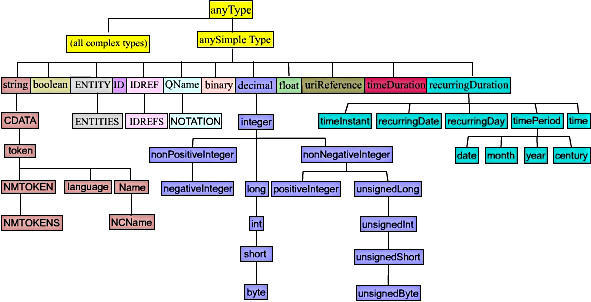 anyType
(all complex types)
anySimple Type
string boolean ENTITY ID IDREF QName binary decimal float uriReference timeDuration recurringDuration
CDATA ENTITIES IDREFS NOTATION integer timeInstant recurringDate recurringDay timePeriod time
token nonPositiveInteger nonNegativeInteger date month year century
NMTOKEN language Name negativeInteger long positiveInteger unsignedLong
NMTOKENS NCName int unsignedInt
short unsignedShort
byte unsignedByte